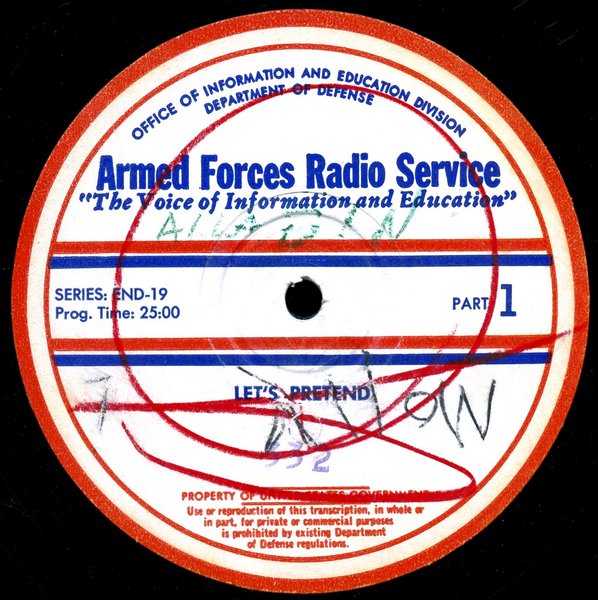 OFFICE OF INFORMATION AND EDUCATION DIVISION
DEPARTMENT OF DEFENSE
Armed Forces Radio Service
"The Voice of Information and Education"
SERIES: END-19
Prog. Time: 25:00
PART 1
LET'S PRETEND
7
332
PROPERTY OF UNITED STATES GOVERNMENT
Use or reproduction of this transcription, in whole or
in part, for private or commercial purposes
is prohibited by existing Department
of Defense regulations.